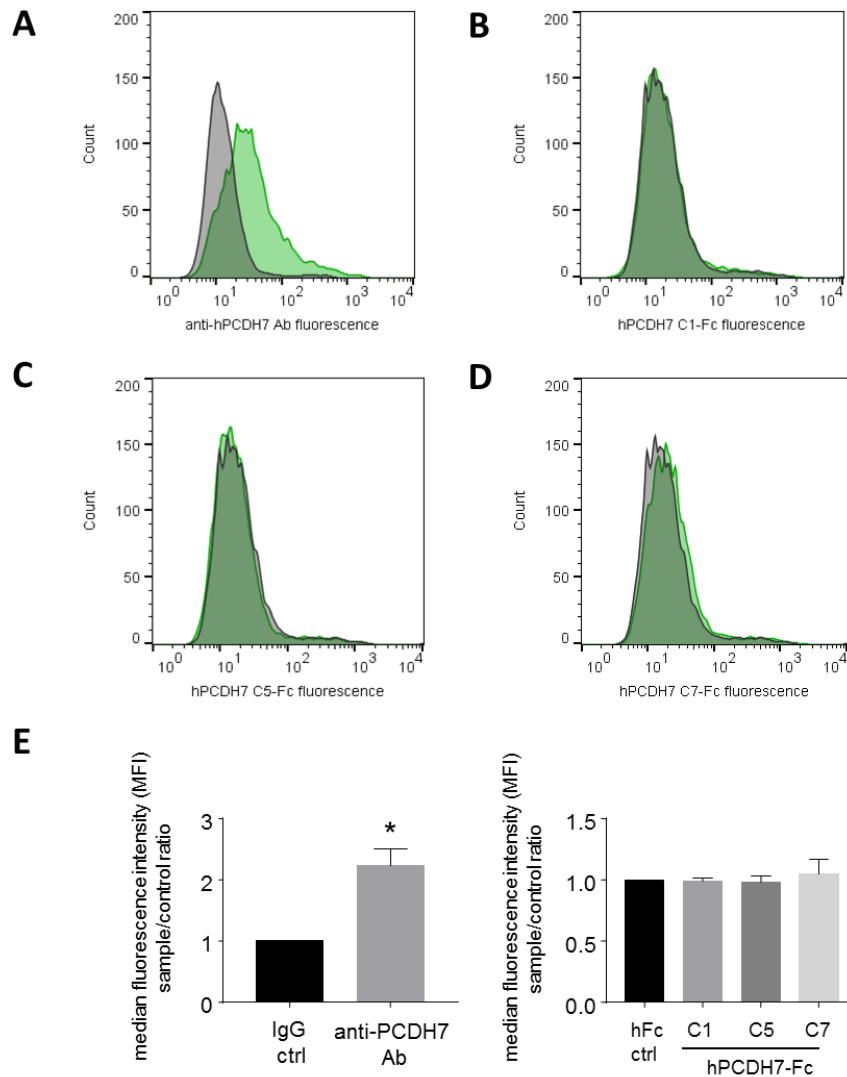 A
200
150
100
50
0
Count
10^0 10^1 10^2 10^3 10^4
anti-hPCDH7 Ab fluorescence
B
200
150
100
50
0
Count
10^0 10^1 10^2 10^3 10^4
hPCDH7 C1-Fc fluorescence
C
200
150
100
50
0
Count
10^0 10^1 10^2 10^3 10^4
hPCDH7 C5-Fc fluorescence
D
200
150
100
50
0
Count
10^0 10^1 10^2 10^3 10^4
hPCDH7 C7-Fc fluorescence
E
median fluorescence intensity (MFI)
sample/control ratio
3
2
1
0
*
IgG anti-PCDH7
ctrl Ab
median fluorescence intensity (MFI)
sample/control ratio
1.5
1.0
0.5
0.0
hFc C1 C5 C7
ctrl
hPCDH7-Fc